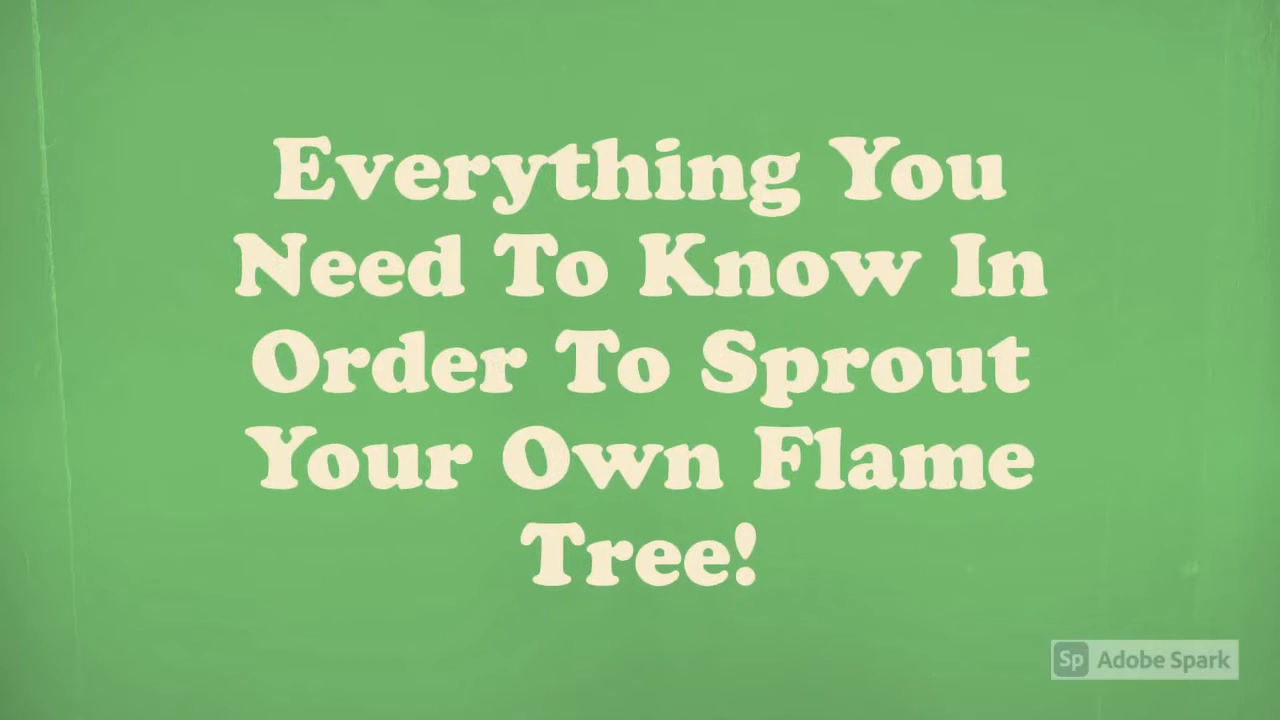 Everything You
Need To Know In
Order To Sprout
Your Own Flame
Tree!
Sp Adobe Spark